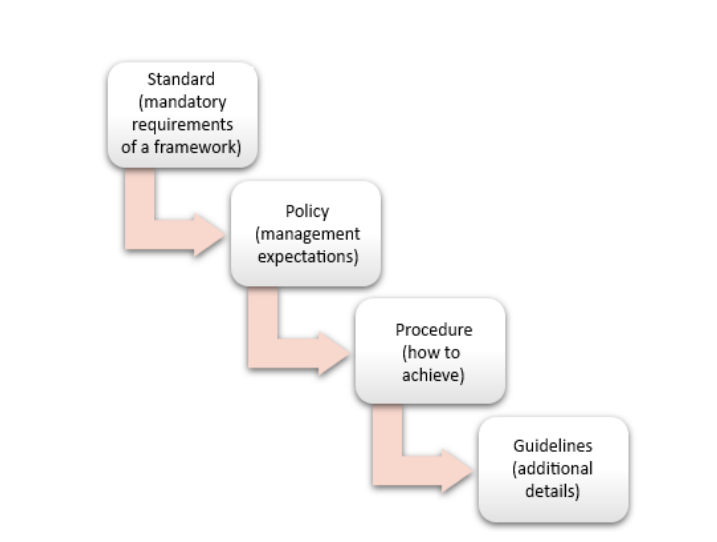 Standard
(mandatory
requirements
of a framework)
Policy
(management
expectations)
Procedure
(how to
achieve)
Guidelines
(additional
details)